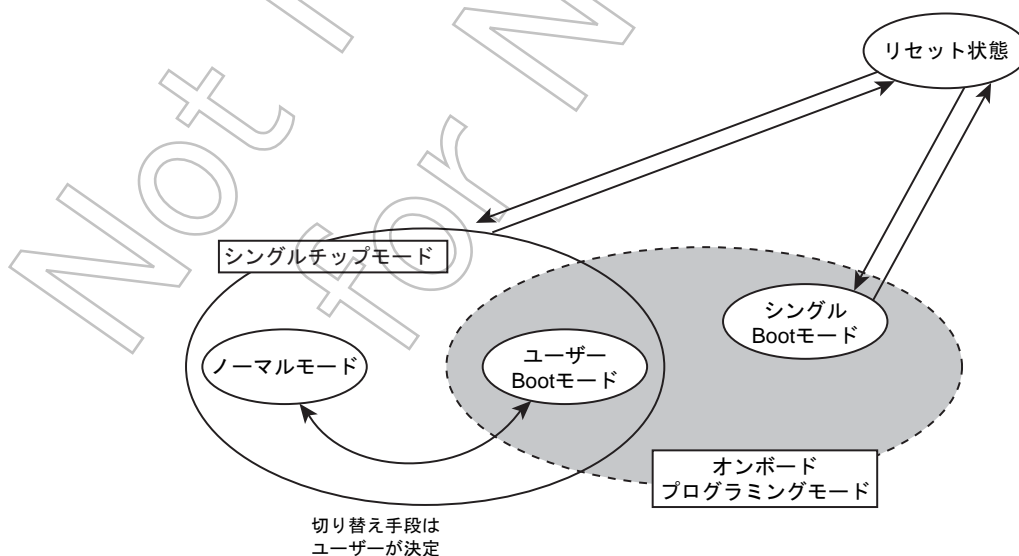 Not
for N
リセット状態
シングルチップモード
シングル
Bootモード
ノーマルモード
ユーザー
Bootモード
オンボード
プログラミングモード
切り替え手段は
ユーザーが決定